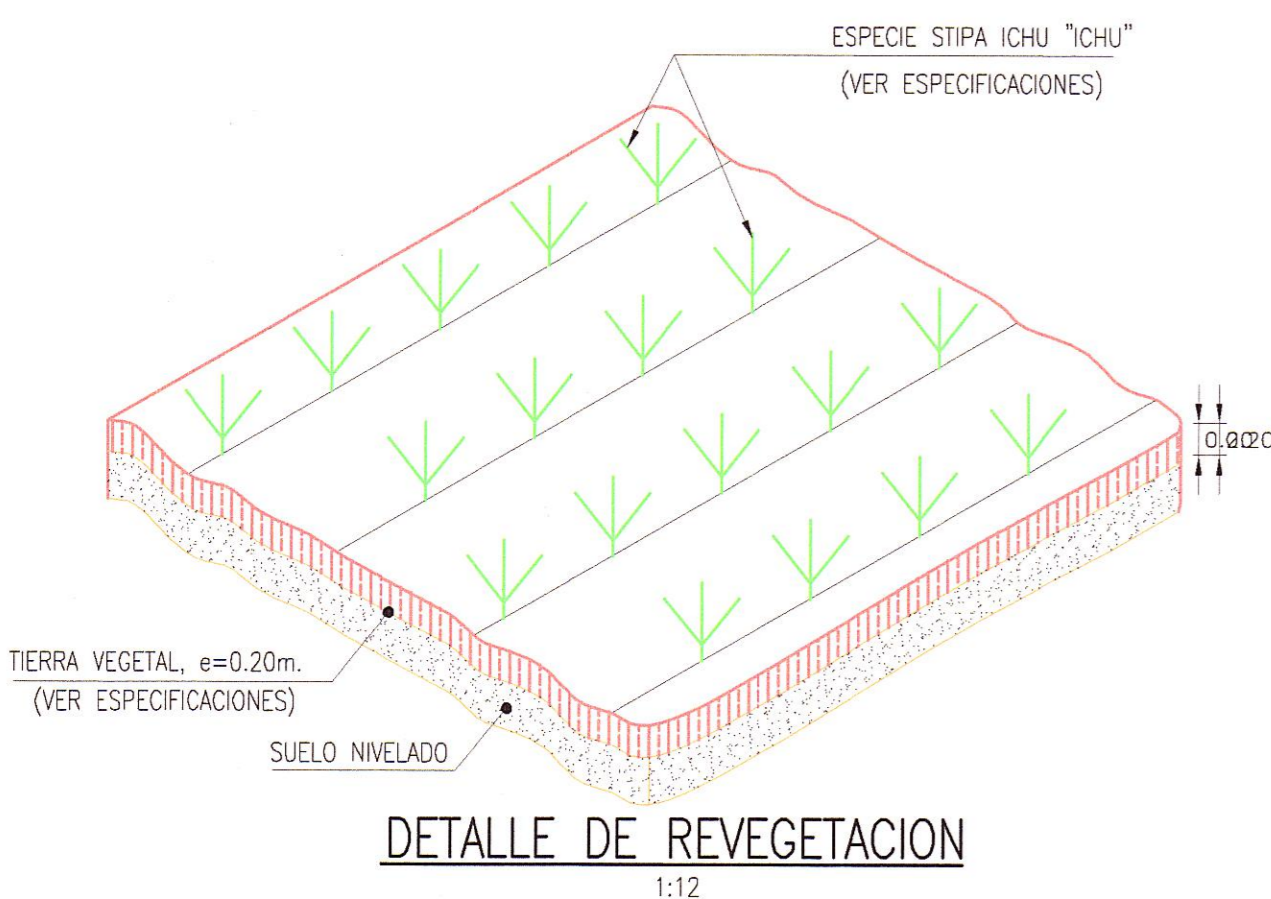 ESPECIE STIPA ICHU "ICHU"
(VER ESPECIFICACIONES)
TIERRA VEGETAL, e=0.20m.
(VER ESPECIFICACIONES)
SUELO NIVELADO
DETALLE DE REVEGETACION
1:12